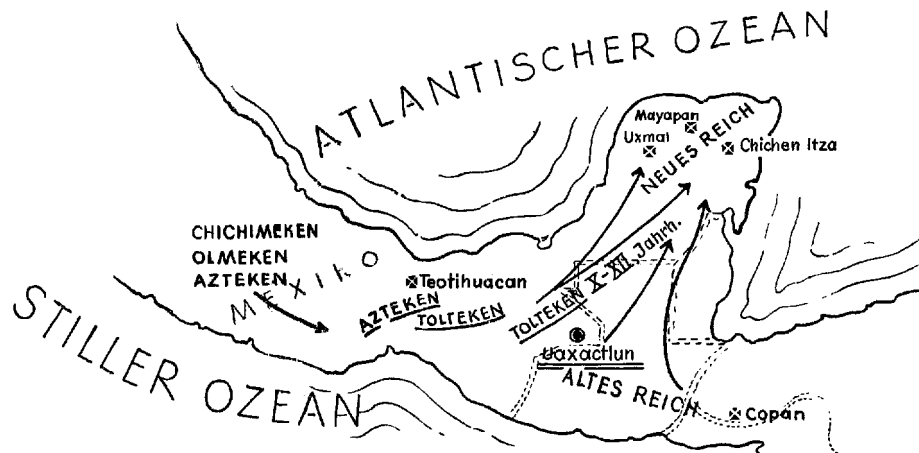 ATLANTISCHER OZEAN
Mayapan
Uxmal
Chichen Itza
NEUES REICH
CHICHIMEKEN
OLMEKEN
AZTEKEN
MEXIKO
Teotihuacan
AZTEKEN
TOLTEKEN
TOLTEKEN X-XII. Jahrh.
Uaxactlun
ALTES REICH
Copan
STILLER OZEAN